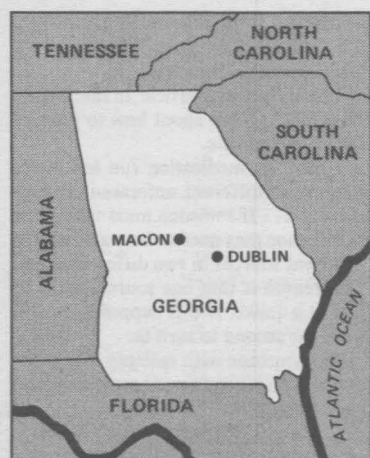 TENNESSEE
NORTH
CAROLINA
SOUTH
CAROLINA
ALABAMA
MACON
DUBLIN
GEORGIA
ATLANTIC OCEAN
FLORIDA